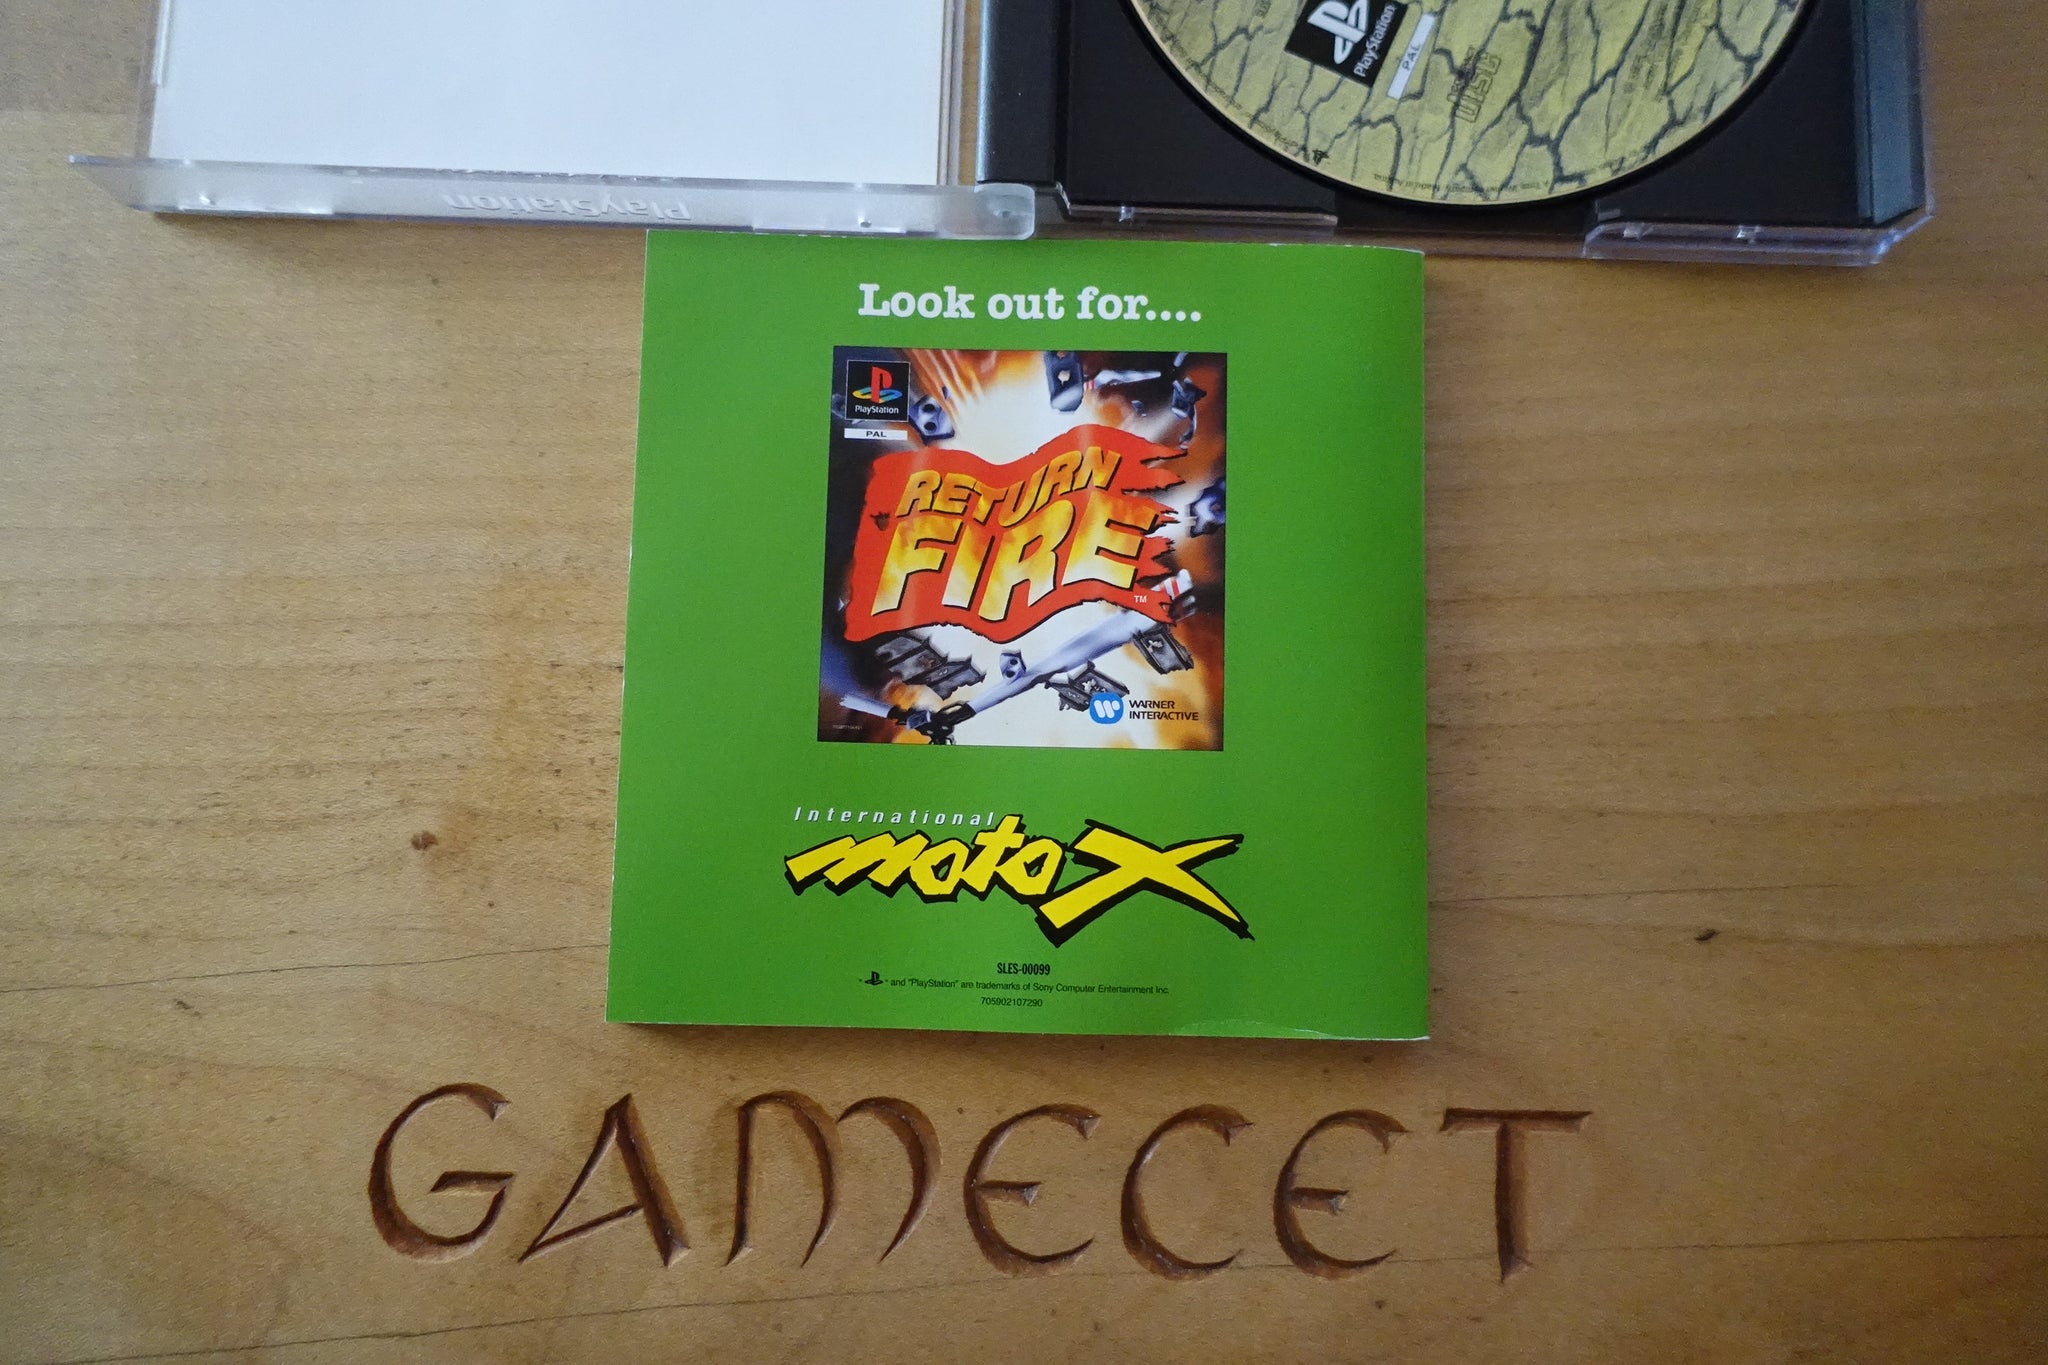 PlayStation
PlayStation
PAL
Look out for....
PlayStation
PAL
RETURN
FIRE
TM
WARNER
INTERACTIVE
International
moto X
SLES-00099
" " and "PlayStation" are trademarks of Sony Computer Entertainment Inc.
705902107290
GAMECET